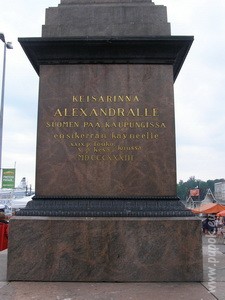 KEISARINNA
ALEXANDRALLE
SUOMEN PÄÄKAUPUNGISSA
ensikerran käyneelle
MDCCCXXXIII